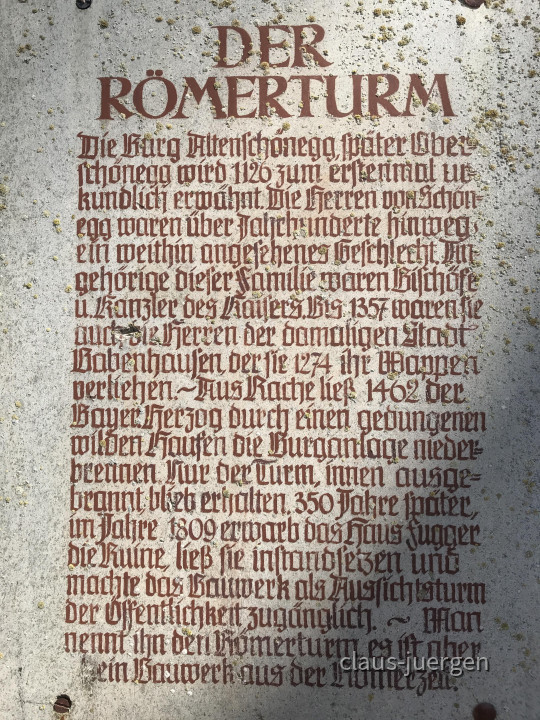 DER
RÖMERTURM
Die Burg Altenschönegg, später Ober-
schönegg wird 1126 zum erstenmal ur-
kundlich erwähnt. Die Herren von Schön-
egg waren über Jahrhunderte hinweg
ein weithin angesehenes Geschlecht. An-
gehörige dieser Familie waren Bischöfe
u. Kanzler des Kaisers. Bis 1357 waren sie
auch die Herren der damaligen Stadt
Babenhausen, der sie 1274 ihr Wappen
verliehen. ~ Aus Rache ließ 1462 der
Bayer. Herzog durch einen gedungenen
wilden Haufen die Burganlage nieder-
brennen. Nur der Turm, innen ausge-
brannt, blieb erhalten. 350 Jahre später,
im Jahre 1809 erwarb das Haus Fugger
die Ruine, ließ sie instandsetzen und
machte das Bauwerk als Aussichtsturm
der Öffentlichkeit zugänglich. ~ Man
nennt ihn den Römerturm, es ist aber
kein Bauwerk aus der Römerzeit.
claus-juergen